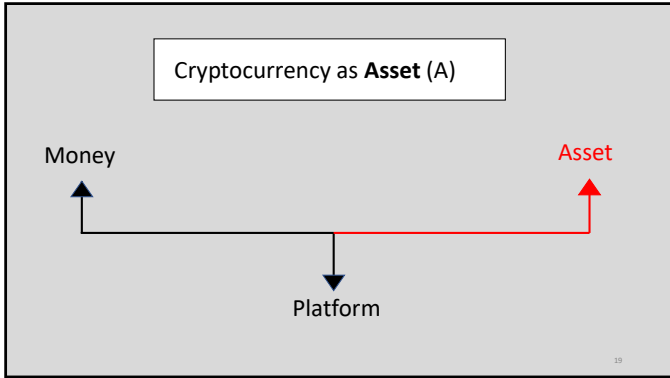 Cryptocurrency as Asset (A)
Money
Asset
Platform
19